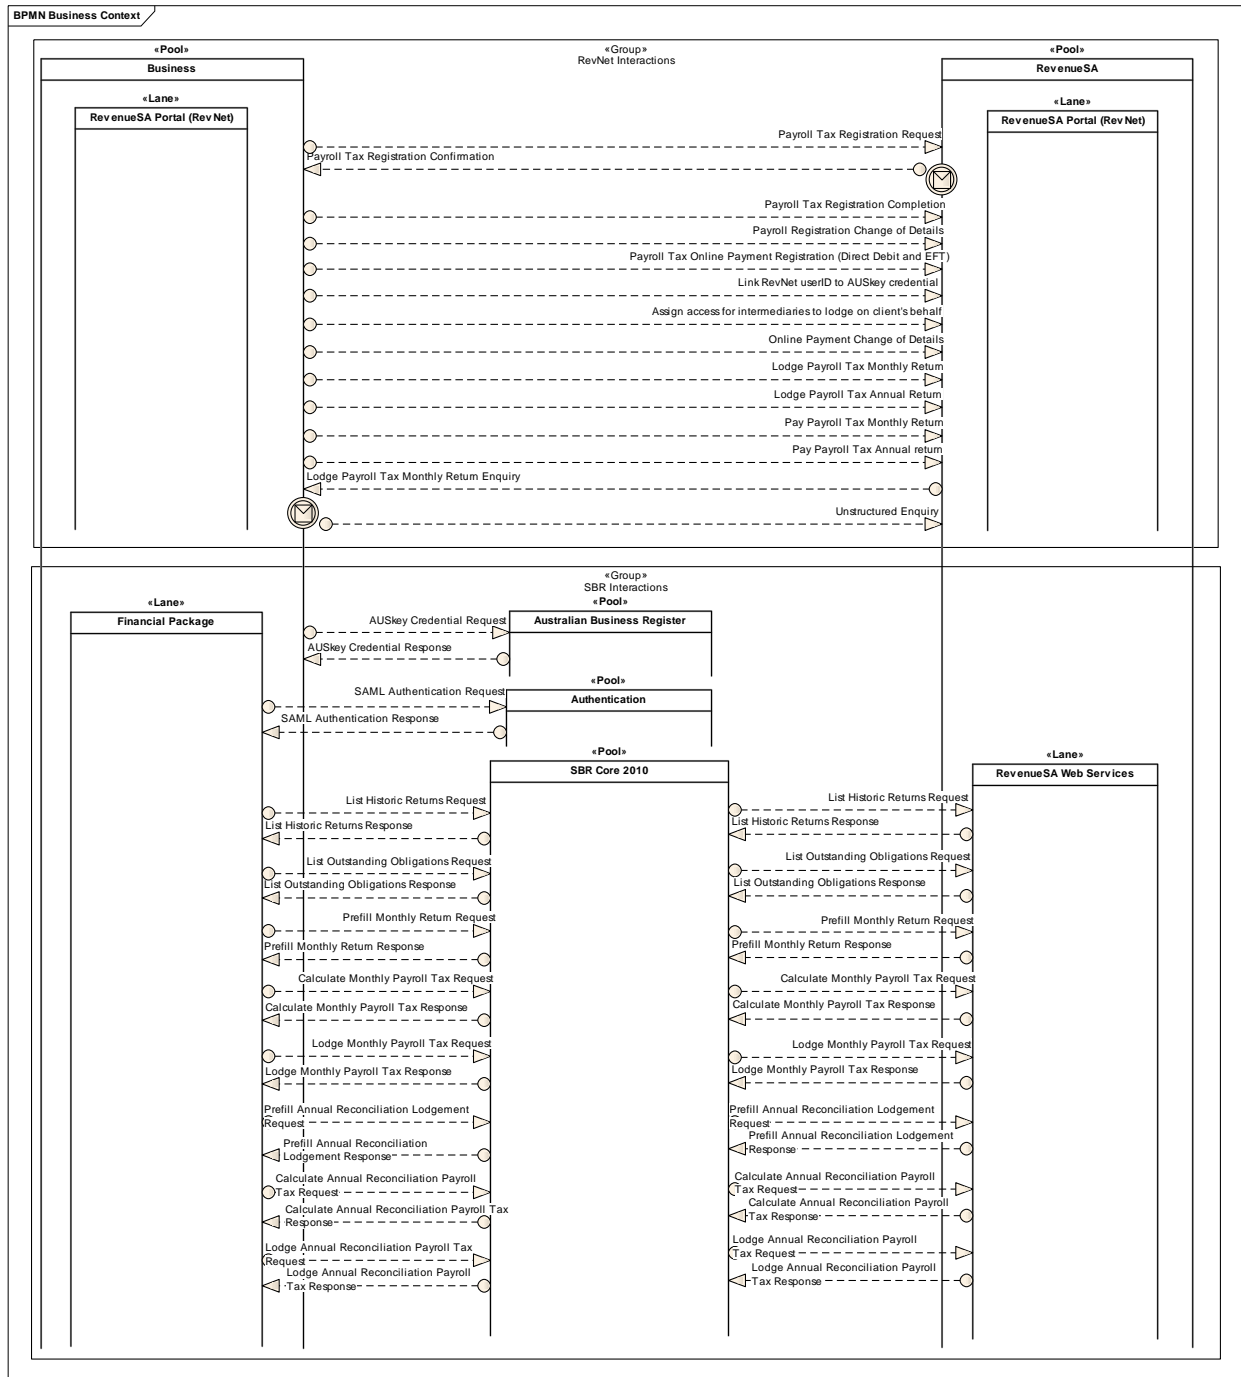 BPMN Business Context
«Group»
RevNet Interactions
«Pool»
Business
«Pool»
RevenueSA
«Lane»
RevenueSA Portal (RevNet)
«Lane»
RevenueSA Portal (RevNet)
Payroll Tax Registration Request
Payroll Tax Registration Confirmation
Payroll Tax Registration Completion
Payroll Registration Change of Details
Payroll Tax Online Payment Registration (Direct Debit and EFT)
Link RevNet userID to AUSkey credential
Assign access for intermediaries to lodge on client's behalf
Online Payment Change of Details
Lodge Payroll Tax Monthly Return
Lodge Payroll Tax Annual Return
Pay Payroll Tax Monthly Return
Pay Payroll Tax Annual return
Lodge Payroll Tax Monthly Return Enquiry
Unstructured Enquiry
«Group»
SBR Interactions
«Lane»
Financial Package
«Pool»
Australian Business Register
AUSkey Credential Request
AUSkey Credential Response
«Pool»
Authentication
SAML Authentication Request
SAML Authentication Response
«Pool»
SBR Core 2010
«Lane»
RevenueSA Web Services
List Historic Returns Request
List Historic Returns Response
List Outstanding Obligations Request
List Outstanding Obligations Response
Prefill Monthly Return Request
Prefill Monthly Return Response
Calculate Monthly Payroll Tax Request
Calculate Monthly Payroll Tax Response
Lodge Monthly Payroll Tax Request
Lodge Monthly Payroll Tax Response
Prefill Annual Reconciliation Lodgement
Request
Prefill Annual Reconciliation
Lodgement Response
Calculate Annual Reconciliation Payroll
Tax Request
Calculate Annual Reconciliation Payroll Tax
Response
Lodge Annual Reconciliation Payroll Tax
Request
Lodge Annual Reconciliation Payroll
Tax Response
List Historic Returns Request
List Historic Returns Response
List Outstanding Obligations Request
List Outstanding Obligations Response
Prefill Monthly Return Request
Prefill Monthly Return Response
Calculate Monthly Payroll Tax Request
Calculate Monthly Payroll Tax Response
Lodge Monthly Payroll Tax Request
Lodge Monthly Payroll Tax Response
Prefill Annual Reconciliation Lodgement
Request
Prefill Annual Reconciliation Lodgement
Response
Calculate Annual Reconciliation Payroll
Tax Request
Calculate Annual Reconciliation Payroll
Tax Response
Lodge Annual Reconciliation Payroll
Tax Request
Lodge Annual Reconciliation Payroll
Tax Response